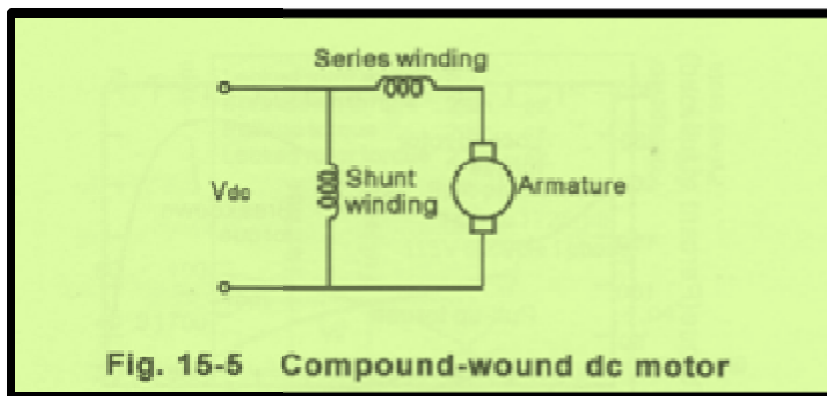 Series winding
Vdc
Shunt
winding
Armature
Fig. 15-5 Compound-wound dc motor